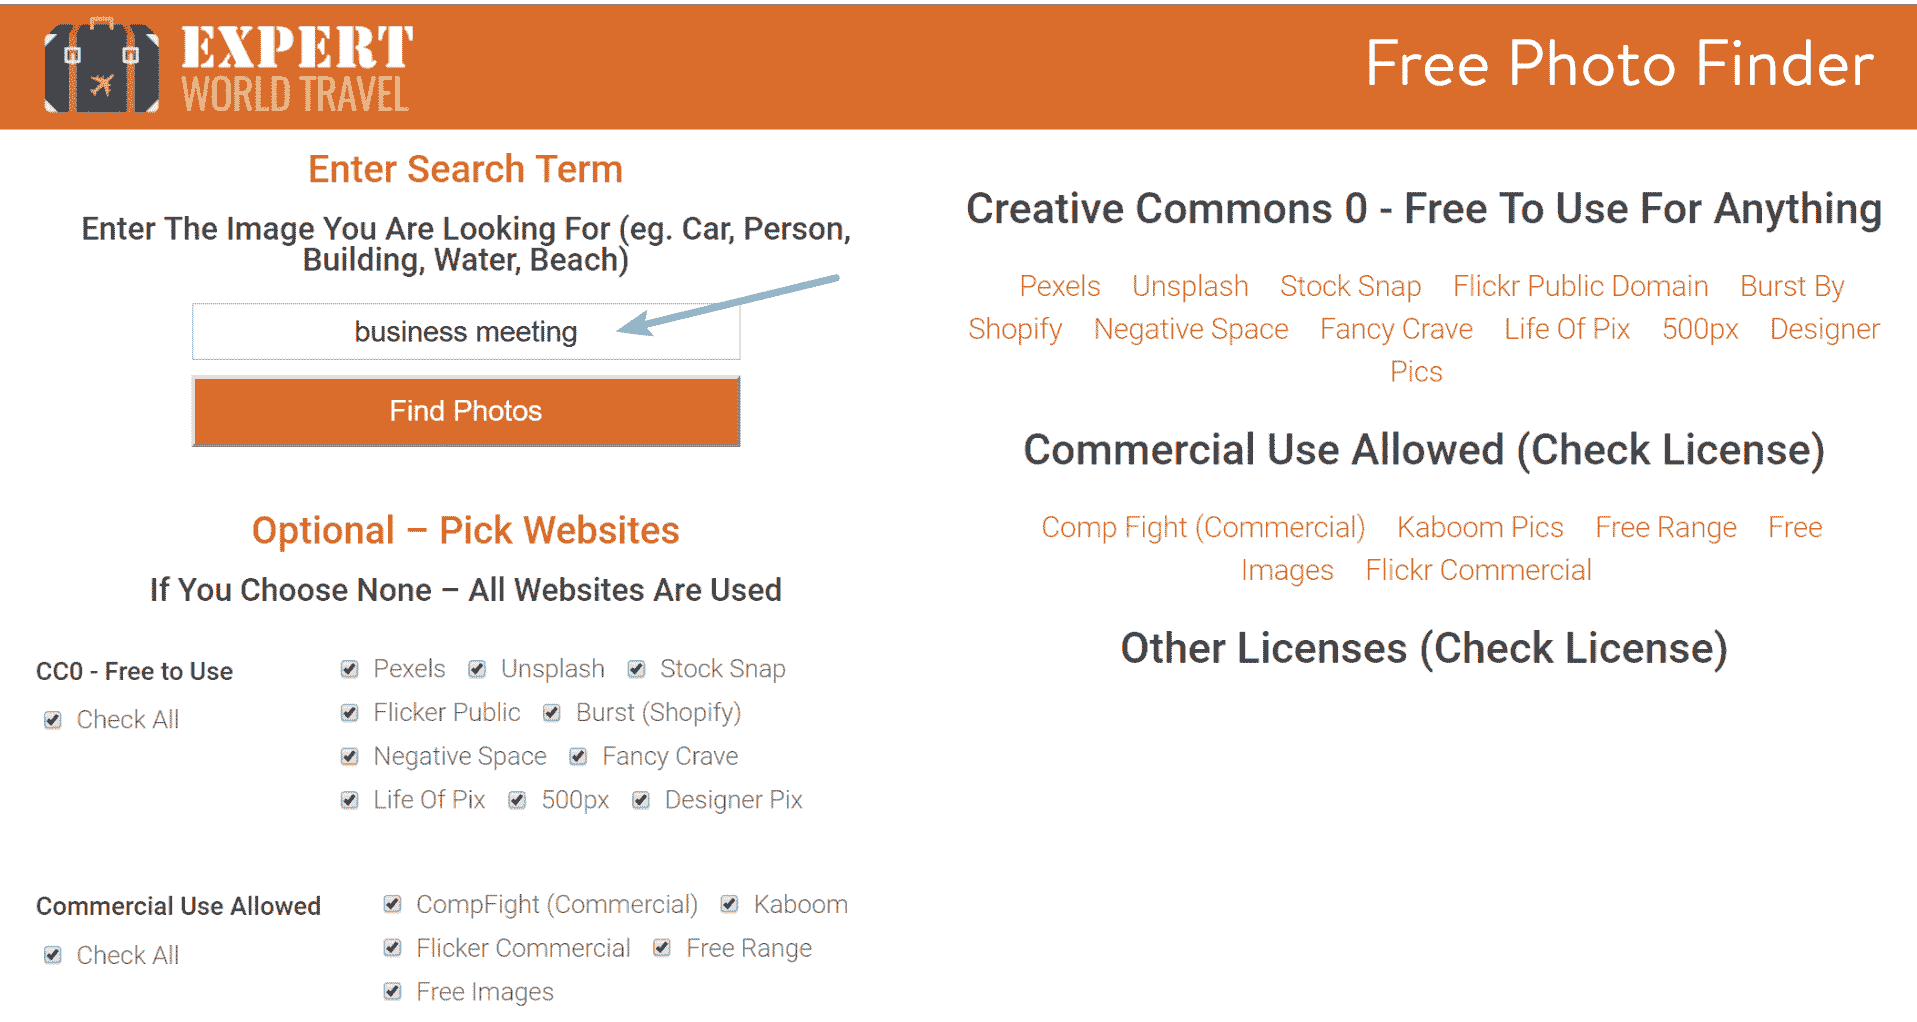 EXPERT
WORLD TRAVEL
Free Photo Finder
Enter Search Term
Enter The Image You Are Looking For (eg. Car, Person,
Building, Water, Beach)
business meeting
Find Photos
Optional – Pick Websites
If You Choose None – All Websites Are Used
CC0 - Free to Use
Check All
Pexels Unsplash Stock Snap
Flicker Public Burst (Shopify)
Negative Space Fancy Crave
Life Of Pix 500px Designer Pix
Commercial Use Allowed
Check All
CompFight (Commercial) Kaboom
Flicker Commercial Free Range
Free Images
Creative Commons 0 - Free To Use For Anything
Pexels Unsplash Stock Snap Flickr Public Domain Burst By
Shopify Negative Space Fancy Crave Life Of Pix 500px Designer
Pics
Commercial Use Allowed (Check License)
Comp Fight (Commercial) Kaboom Pics Free Range Free
Images Flickr Commercial
Other Licenses (Check License)